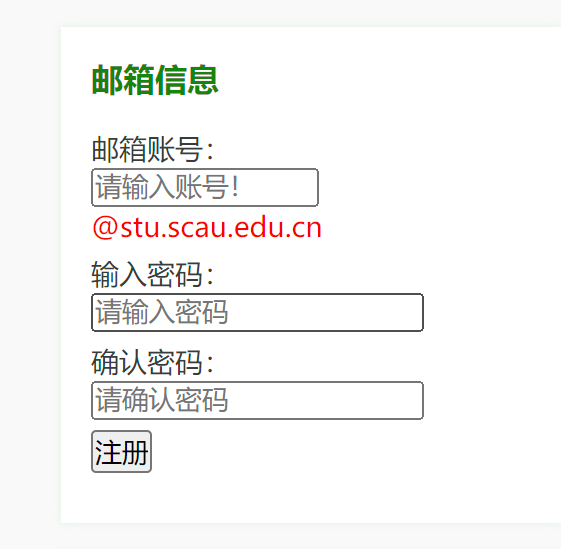 邮箱信息
邮箱账号：
请输入账号！
@stu.scau.edu.cn
输入密码：
请输入密码
确认密码：
请确认密码
注册